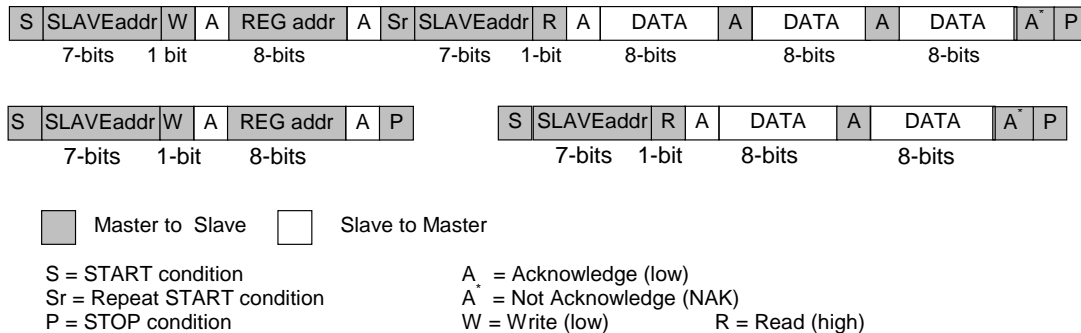 S SLAVEaddr W A REG addr A Sr SLAVEaddr R A DATA A DATA A DATA A* P
7-bits 1 bit 8-bits 7-bits 1-bit 8-bits 8-bits 8-bits
S SLAVEaddr W A REG addr A P
7-bits 1-bit 8-bits
S SLAVEaddr R A DATA A DATA A* P
7-bits 1-bit 8-bits 8-bits
Master to Slave
Slave to Master
S = START condition
Sr = Repeat START condition
P = STOP condition
A = Acknowledge (low)
A* = Not Acknowledge (NAK)
W = Write (low) R = Read (high)